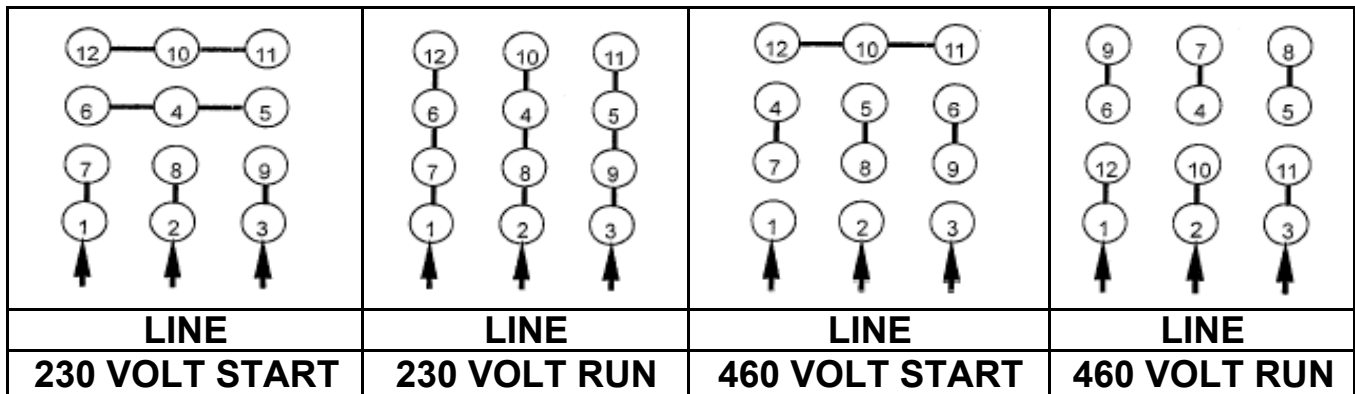 12 10 11
6 4 5
7 8 9
1 2 3
LINE
230 VOLT START
12 10 11
6 4 5
7 8 9
1 2 3
LINE
230 VOLT RUN
12 10 11
4 5 6
7 8 9
1 2 3
LINE
460 VOLT START
9 7 8
6 4 5
12 10 11
1 2 3
LINE
460 VOLT RUN